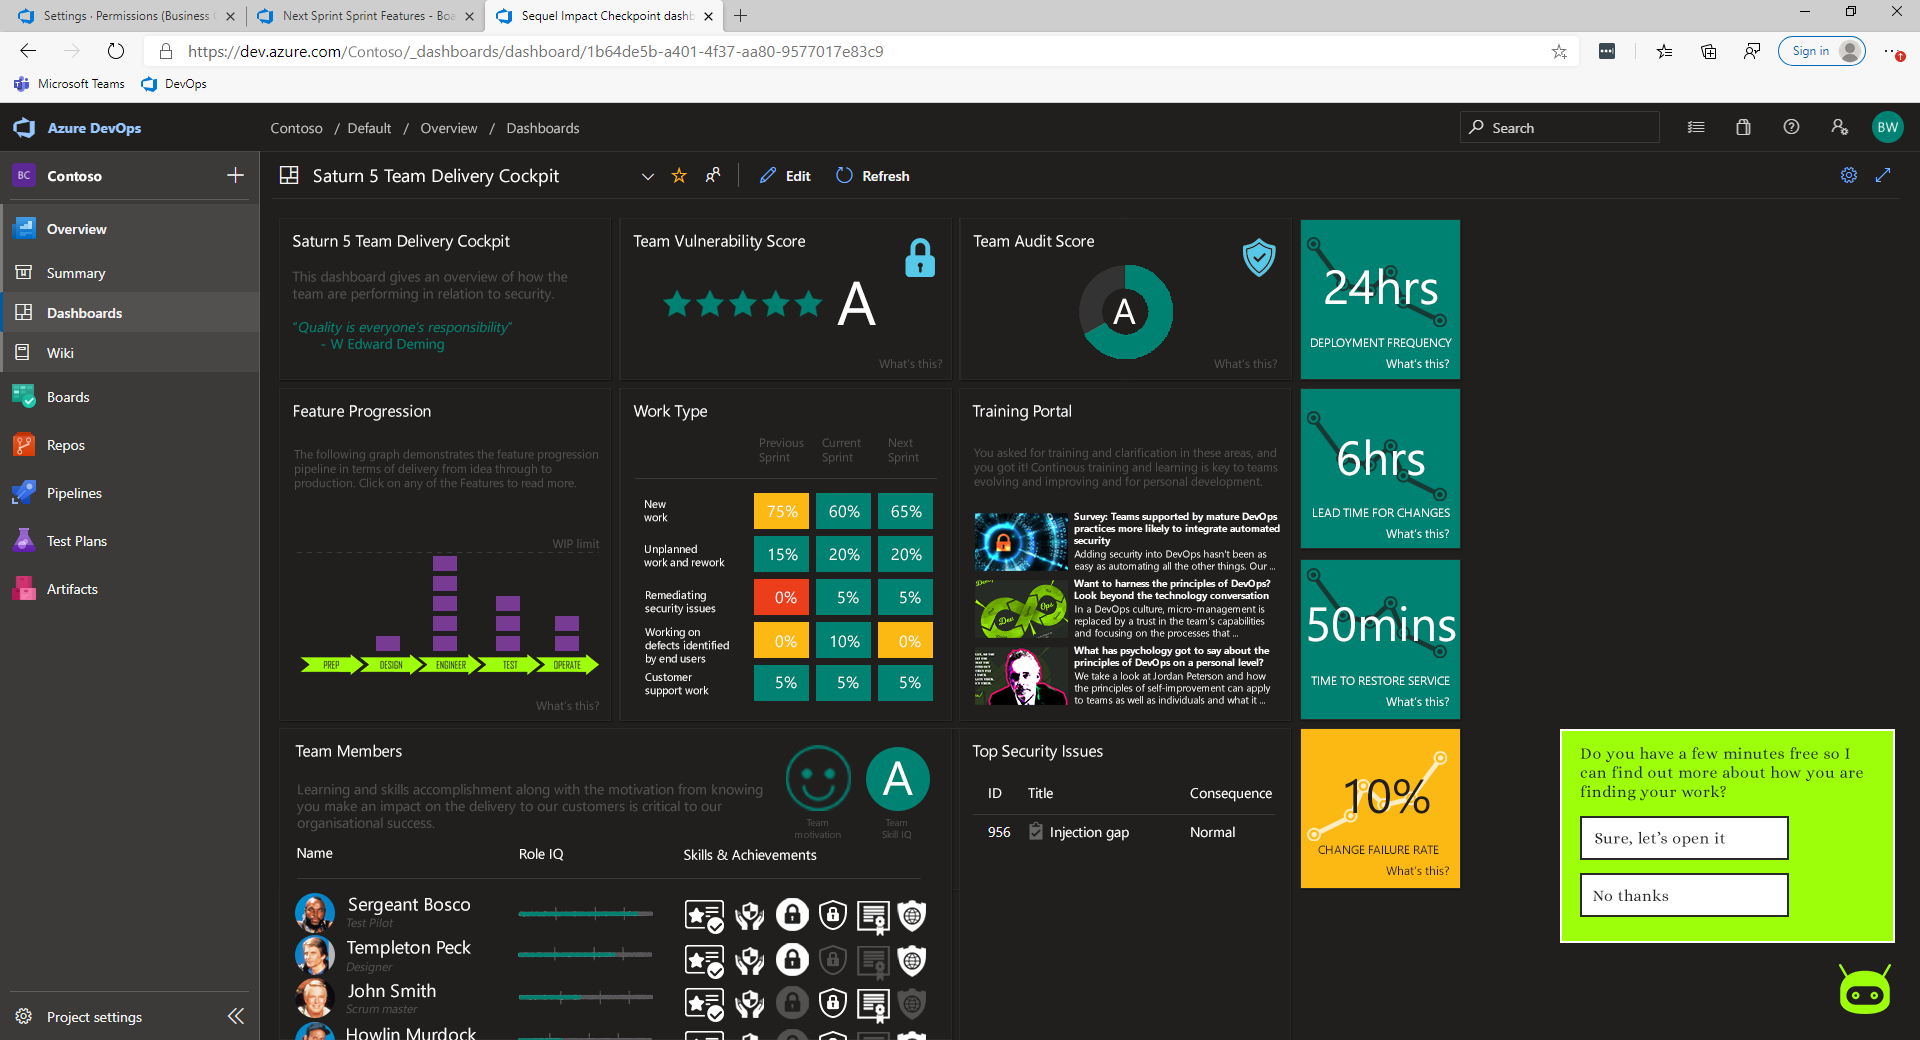 Settings · Permissions (Business
Next Sprint Sprint Features - Boa
Sequel Impact Checkpoint dashb
https://dev.azure.com/Contoso/_dashboards/dashboard/1b64de5b-a401-4f37-aa80-9577017e83c9
Sign in
Microsoft Teams
DevOps
Azure DevOps
Contoso / Default / Overview / Dashboards
Search
BW
BC
Contoso
Overview
Summary
Dashboards
Wiki
Boards
Repos
Pipelines
Test Plans
Artifacts
Project settings
Saturn 5 Team Delivery Cockpit
Edit
Refresh
Saturn 5 Team Delivery Cockpit
This dashboard gives an overview of how the
team are performing in relation to security.
"Quality is everyone's responsibility"
- W Edward Deming
Team Vulnerability Score
A
What's this?
Team Audit Score
A
What's this?
24hrs
DEPLOYMENT FREQUENCY
What's this?
Feature Progression
The following graph demonstrates the feature progression
pipeline in terms of delivery from idea through to
production. Click on any of the Features to read more.
WIP limit
PREP DESIGN ENGINEER TEST OPERATE
What's this?
Work Type
Previous Current Next
Sprint Sprint Sprint
New
work
75% 60% 65%
Unplanned
work and rework
15% 20% 20%
Remediating
security issues
0% 5% 5%
Working on
defects identified
by end users
0% 10% 0%
Customer
support work
5% 5% 5%
Training Portal
You asked for training and clarification in these areas, and
you got it! Continous training and learning is key to teams
evolving and improving and for personal development.
Survey: Teams supported by mature DevOps
practices more likely to integrate automated
security
Adding security into DevOps hasn't been as
easy as automating all the other things. Our ...
Dev
Ops
Want to harness the principles of DevOps?
Look beyond the technology conversation
In a DevOps culture, micro-management is
replaced by a trust in the team's capabilities
and focusing on the processes that ...
What has psychology got to say about the
principles of DevOps on a personal level?
We take a look at Jordan Peterson and how
the principles of self-improvement can apply
to teams as well as individuals and what it ...
6hrs
LEAD TIME FOR CHANGES
What's this?
50mins
TIME TO RESTORE SERVICE
What's this?
Team Members
Learning and skills accomplishment along with the motivation from knowing
you make an impact on the delivery to our customers is critical to our
organisational success.
Team
motivation
A
Team
Skill IQ
Name Role IQ Skills & Achievements
Sergeant Bosco
Test Pilot
Templeton Peck
Designer
John Smith
Scrum master
Howlin Murdock
Top Security Issues
ID Title Consequence
956 Injection gap Normal
10%
CHANGE FAILURE RATE
What's this?
Do you have a few minutes free so I
can find out more about how you are
finding your work?
Sure, let's open it
No thanks